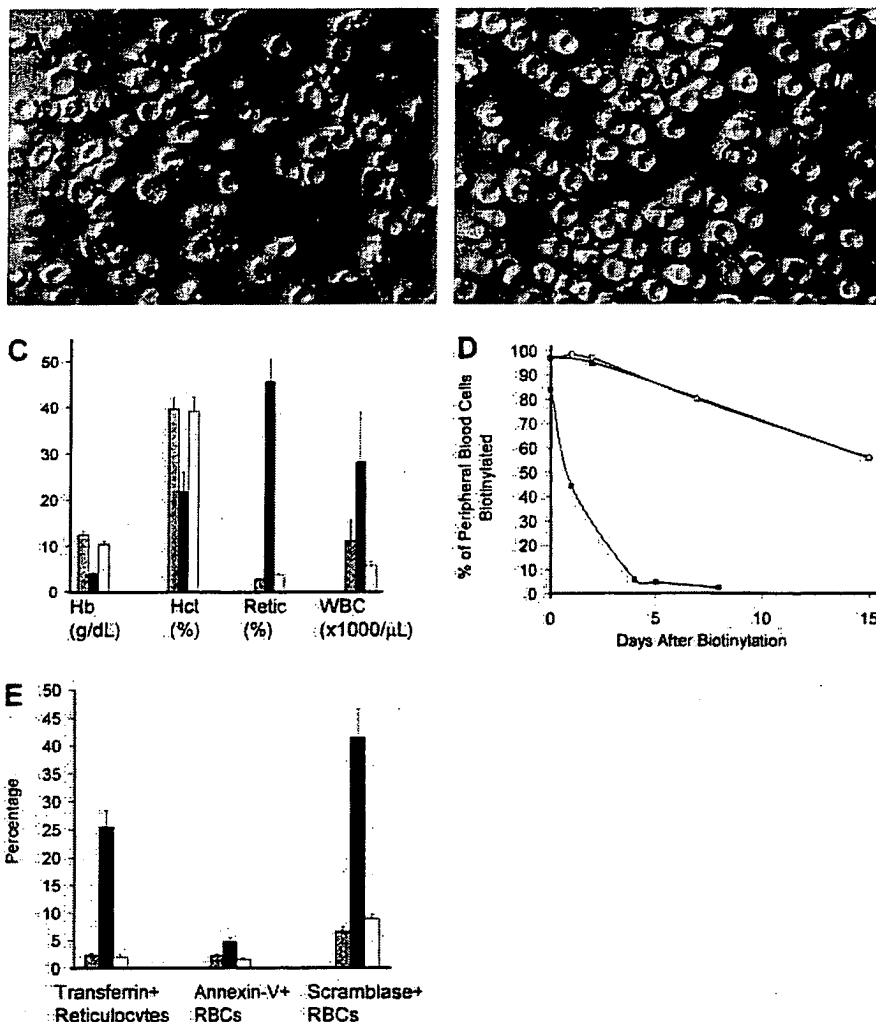 A
C
50
40
30
20
10
0
Hb Hct Retic WBC
(g/dL) (%) (%) (x1000/µL)
D
% of Peripheral Blood Cells
Biotinylated
100
90
80
70
60
50
40
30
20
10
0
0 5 10 15
Days After Biotinylation
E
Percentage
50
45
40
35
30
25
20
15
10
5
0
Transferrin+ Annexin-V+ Scramblase+
Reticulocytes RBCs RBCs